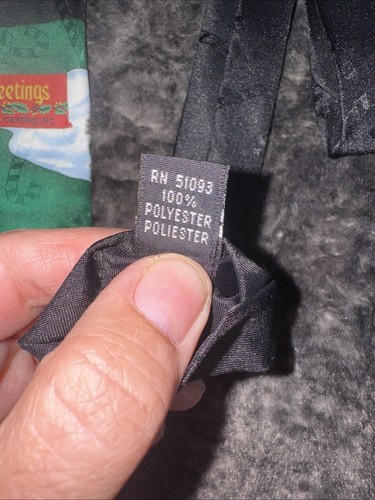 eetings
RN 51093
100%
POLYESTER
POLIESTER